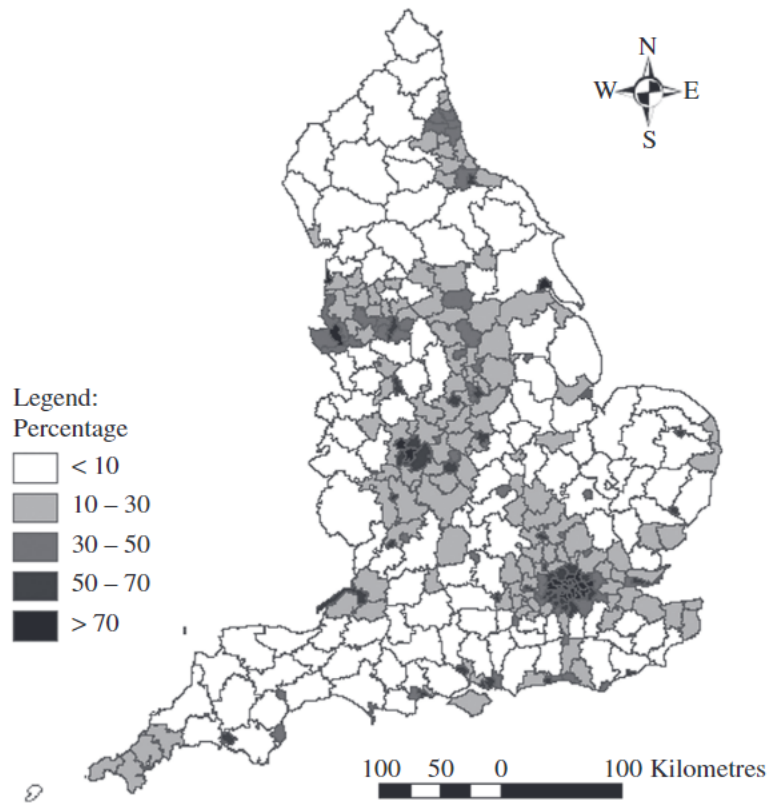 N
W E
S
Legend:
Percentage
< 10
10 – 30
30 – 50
50 – 70
> 70
100 50 0 100 Kilometres